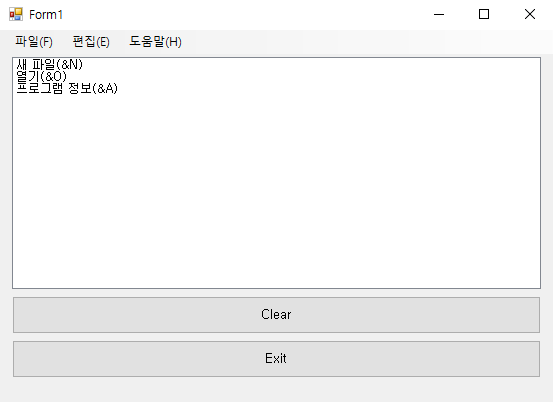 Form1
파일(F) 편집(E) 도움말(H)
새 파일(&N)
열기(&O)
프로그램 정보(&A)
Clear
Exit